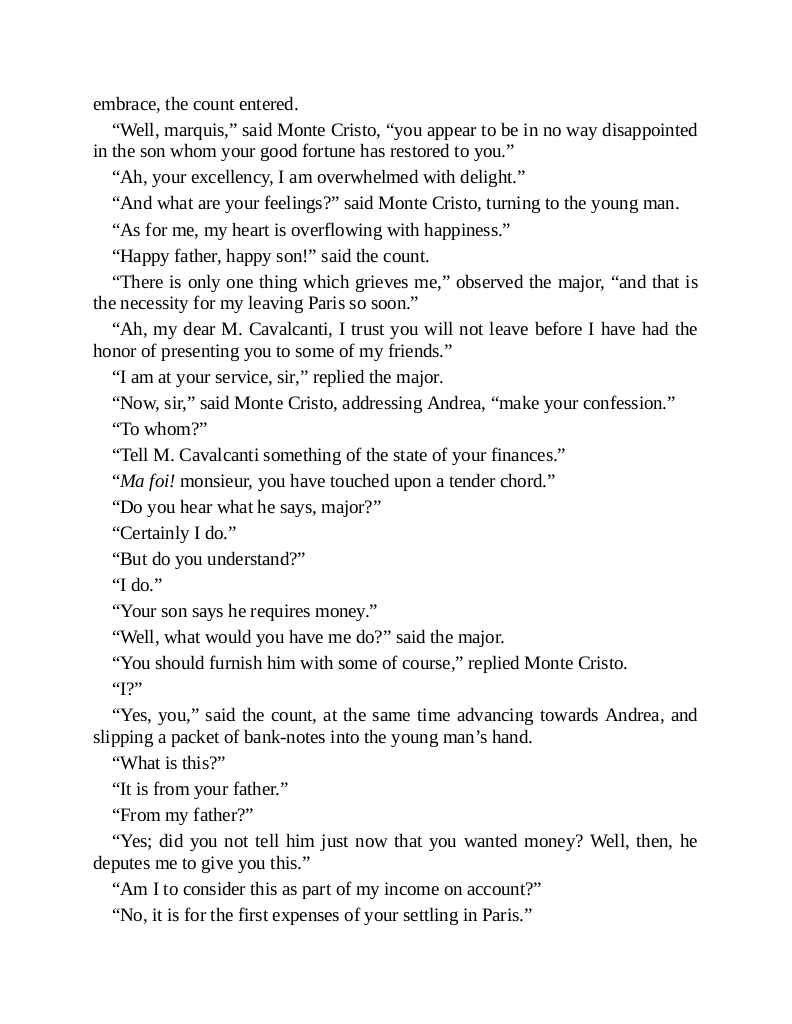 embrace, the count entered.
“Well, marquis,” said Monte Cristo, “you appear to be in no way disappointed
in the son whom your good fortune has restored to you.”
“Ah, your excellency, I am overwhelmed with delight.”
“And what are your feelings?” said Monte Cristo, turning to the young man.
“As for me, my heart is overflowing with happiness.”
“Happy father, happy son!” said the count.
“There is only one thing which grieves me,” observed the major, “and that is
the necessity for my leaving Paris so soon.”
“Ah, my dear M. Cavalcanti, I trust you will not leave before I have had the
honor of presenting you to some of my friends.”
“I am at your service, sir,” replied the major.
“Now, sir,” said Monte Cristo, addressing Andrea, “make your confession.”
“To whom?”
“Tell M. Cavalcanti something of the state of your finances.”
“Ma foi! monsieur, you have touched upon a tender chord.”
“Do you hear what he says, major?”
“Certainly I do.”
“But do you understand?”
“I do.”
“Your son says he requires money.”
“Well, what would you have me do?” said the major.
“You should furnish him with some of course,” replied Monte Cristo.
“I?”
“Yes, you,” said the count, at the same time advancing towards Andrea, and
slipping a packet of bank-notes into the young man’s hand.
“What is this?”
“It is from your father.”
“From my father?”
“Yes; did you not tell him just now that you wanted money? Well, then, he
deputes me to give you this.”
“Am I to consider this as part of my income on account?”
“No, it is for the first expenses of your settling in Paris.”